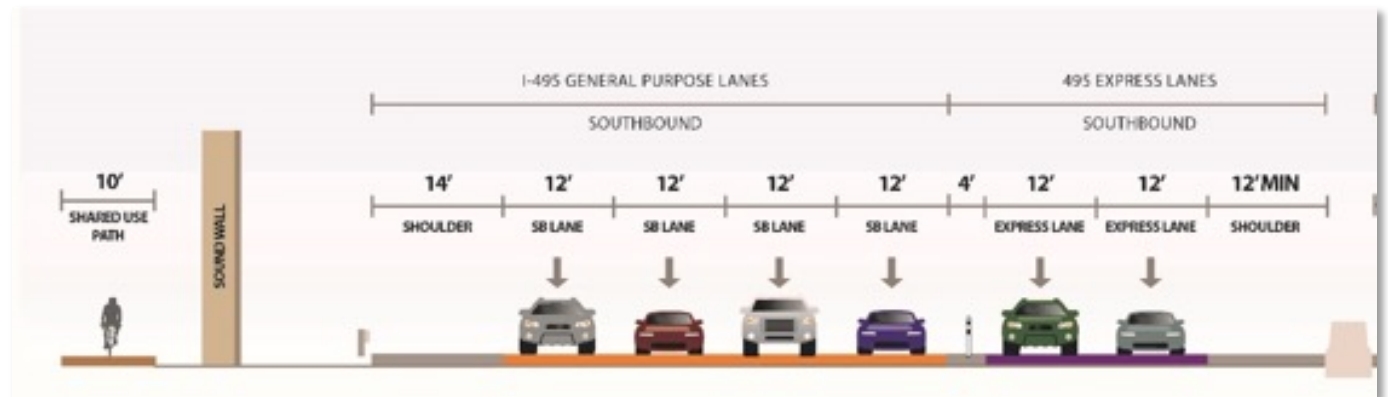 I-495 GENERAL PURPOSE LANES
495 EXPRESS LANES
SOUTHBOUND
SOUTHBOUND
10'
14'
12'
12'
12'
12'
4'
12'
12'
12'MIN
SHARED USE
PATH
SOUND WALL
SHOULDER
SB LANE
SB LANE
SB LANE
SB LANE
EXPRESS LANE
EXPRESS LANE
SHOULDER